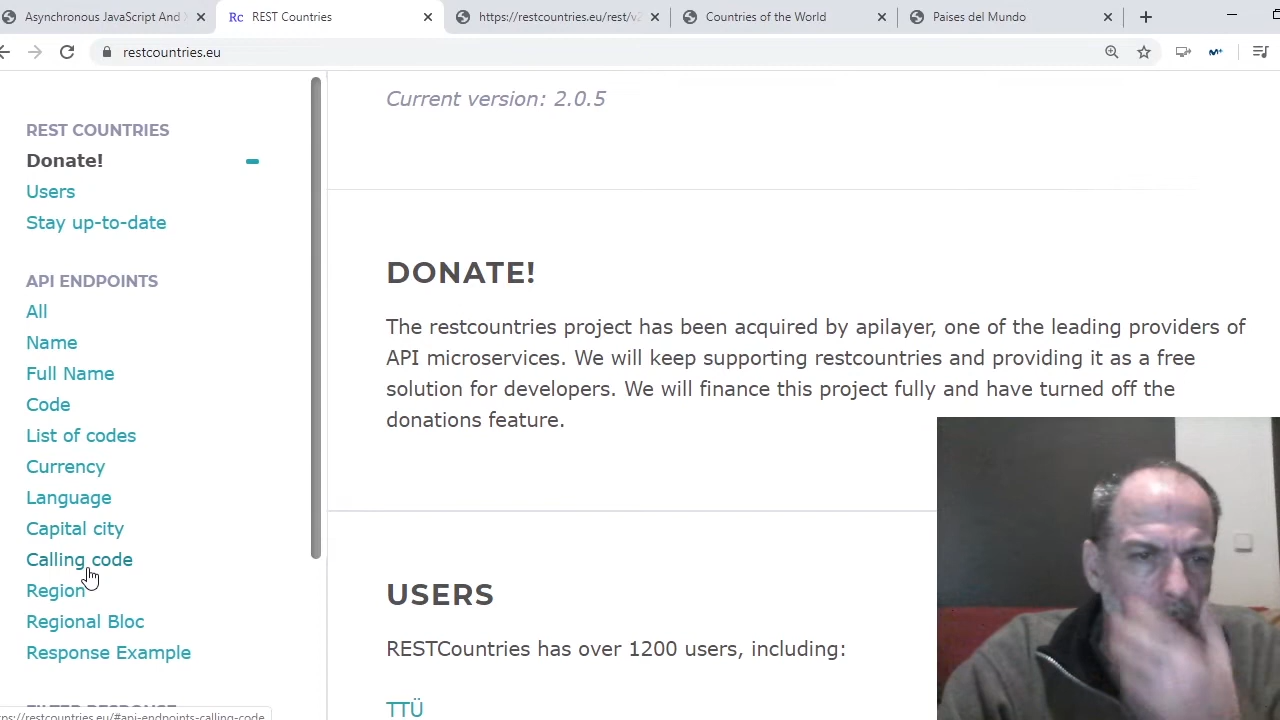 Asynchronous JavaScript And
REST Countries
https://restcountries.eu/rest/v2
Countries of the World
Paises del Mundo
restcountries.eu
REST COUNTRIES
Donate!
Users
Stay up-to-date
API ENDPOINTS
All
Name
Full Name
Code
List of codes
Currency
Language
Capital city
Calling code
Region
Regional Bloc
Response Example
FILTER RESPONSE
ps://restcountries.eu/#api-endpoints-calling-code
Current version: 2.0.5
DONATE!
The restcountries project has been acquired by apilayer, one of the leading providers of
API microservices. We will keep supporting restcountries and providing it as a free
solution for developers. We will finance this project fully and have turned off the
donations feature.
USERS
RESTCountries has over 1200 users, including:
TTÜ